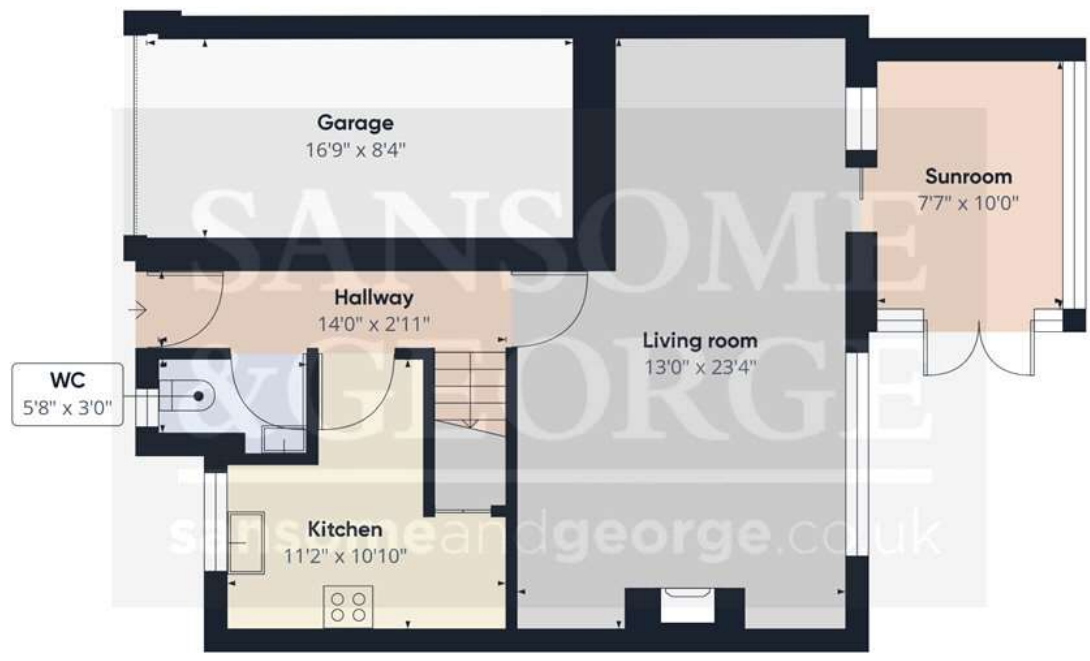 Garage
16'9" x 8'4"
SANSOME
Sunroom
7'7" x 10'0"
Hallway
14'0" x 2'11"
Living room
13'0" x 23'4"
WC
5'8" x 3'0"
&GEORGE
Kitchen
11'2" x 10'10"
sansomeandgeorge.co.uk